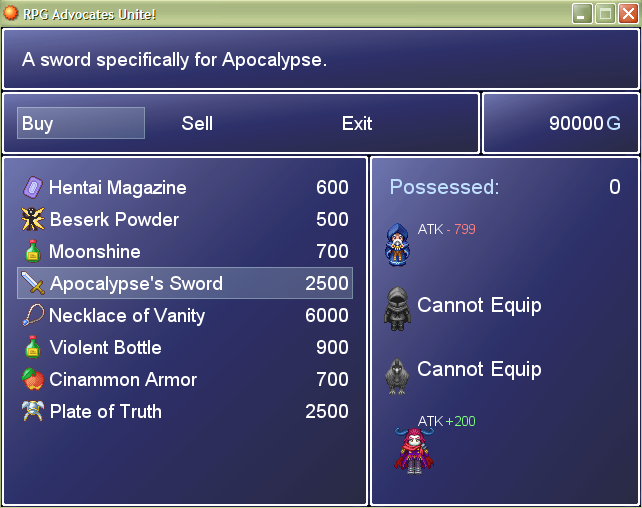 RPG Advocates Unite!
A sword specifically for Apocalypse.
Buy Sell Exit 90000G
Hentai Magazine 600
Beserk Powder 500
Moonshine 700
Apocalypse's Sword 2500
Necklace of Vanity 6000
Violent Bottle 900
Cinammon Armor 700
Plate of Truth 2500
Possessed: 0
ATK - 799
Cannot Equip
Cannot Equip
ATK +200